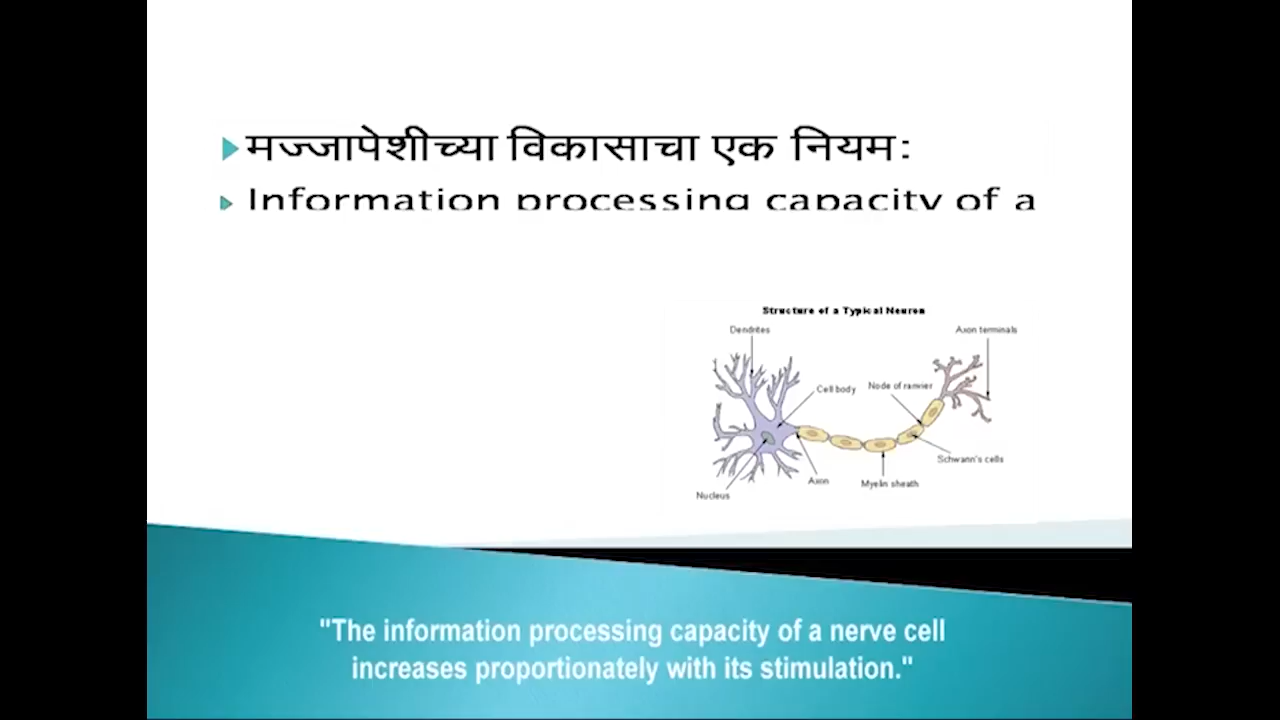 मज्जापेशीच्या विकासाचा एक नियम:
Information processing capacity of a
Structure of a Typical Neuron
Dendrites
Axon terminals
Cell body
Node of ranvier
Schwann's cells
Axon
Myelin sheath
Nucleus
"The information processing capacity of a nerve cell
increases proportionately with its stimulation."